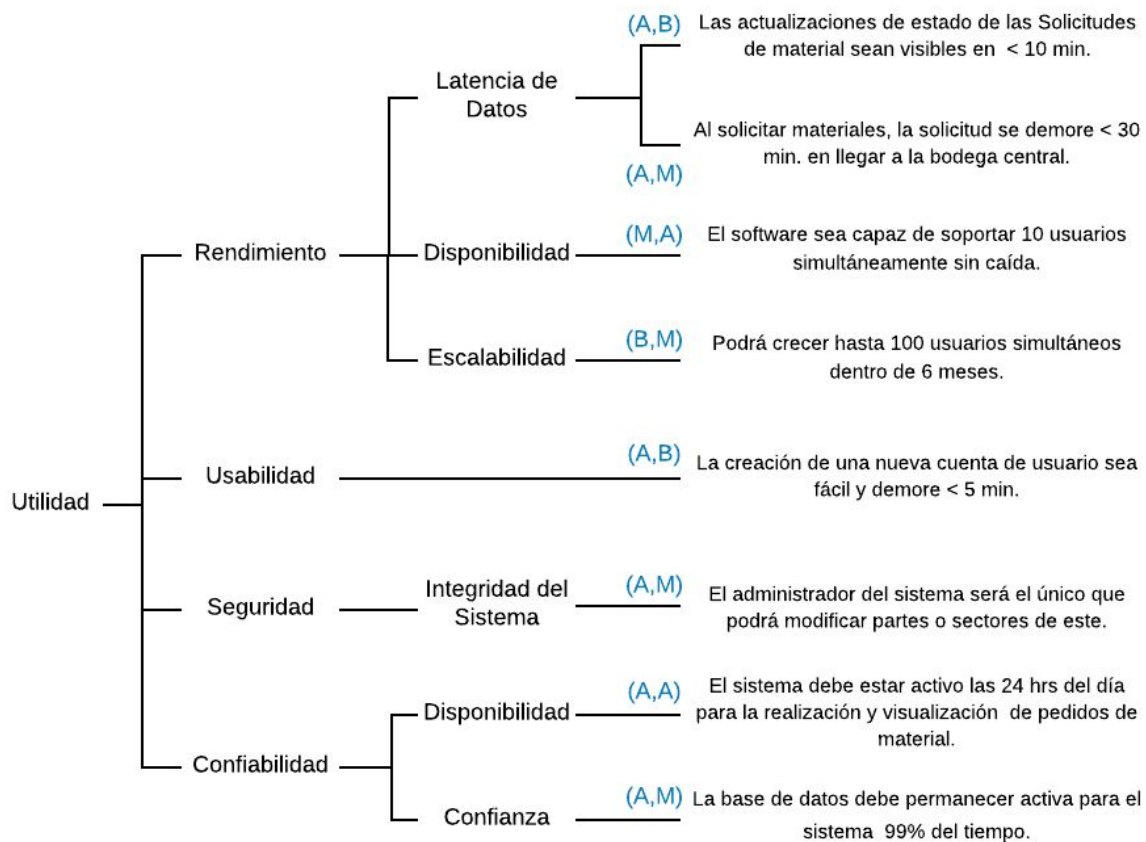 (A,B)
Las actualizaciones de estado de las Solicitudes
de material sean visibles en < 10 min.
Latencia de
Datos
Al solicitar materiales, la solicitud se demore < 30
min. en llegar a la bodega central.
(A,M)
Rendimiento
Disponibilidad
(M,A)
El software sea capaz de soportar 10 usuarios
simultáneamente sin caída.
Escalabilidad
(B,M)
Podrá crecer hasta 100 usuarios simultáneos
dentro de 6 meses.
Utilidad
Usabilidad
(A,B)
La creación de una nueva cuenta de usuario sea
fácil y demore < 5 min.
Seguridad
Integridad del
Sistema
(A,M)
El administrador del sistema será el único que
podrá modificar partes o sectores de este.
Confiabilidad
Disponibilidad
(A,A)
El sistema debe estar activo las 24 hrs del día
para la realización y visualización de pedidos de
material.
Confianza
(A,M)
La base de datos debe permanecer activa para el
sistema 99% del tiempo.